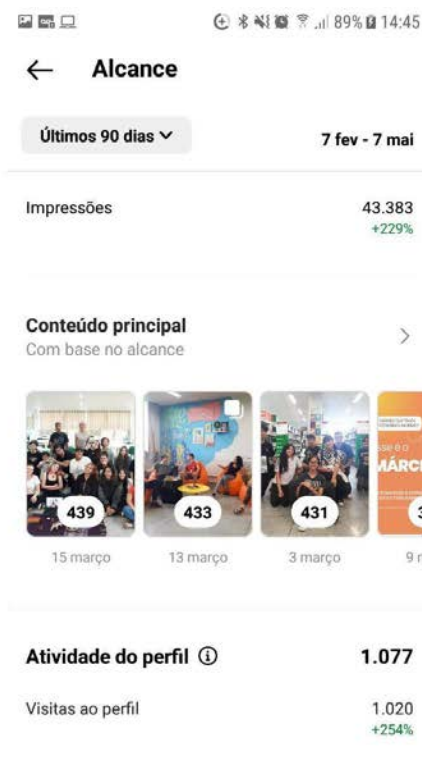 89% 14:45
Alcance
Últimos 90 dias
7 fev - 7 mai
Impressões
43.383
+229%
Conteúdo principal
Com base no alcance
439
433
431
15 março
13 março
3 março
Atividade do perfil
1.077
Visitas ao perfil
1.020
+254%